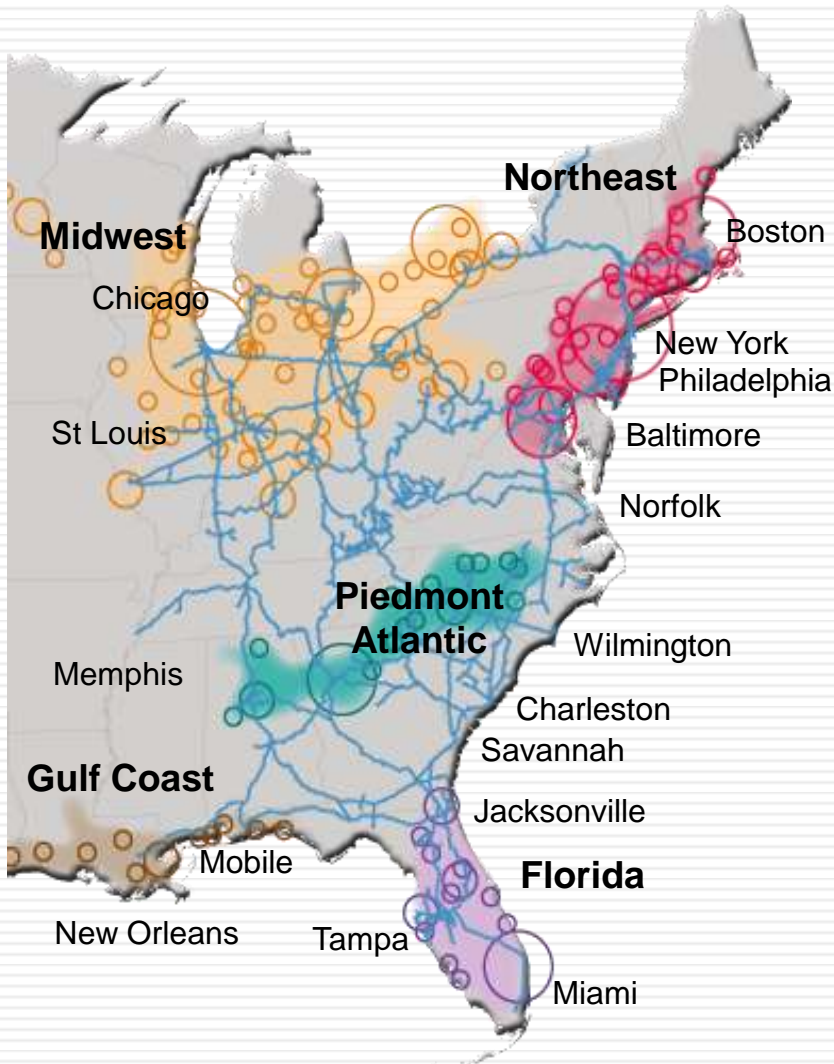 Northeast
Midwest
Boston
Chicago
New York
Philadelphia
St Louis
Baltimore
Norfolk
Piedmont
Atlantic
Wilmington
Memphis
Charleston
Savannah
Gulf Coast
Jacksonville
Mobile
Florida
New Orleans
Tampa
Miami